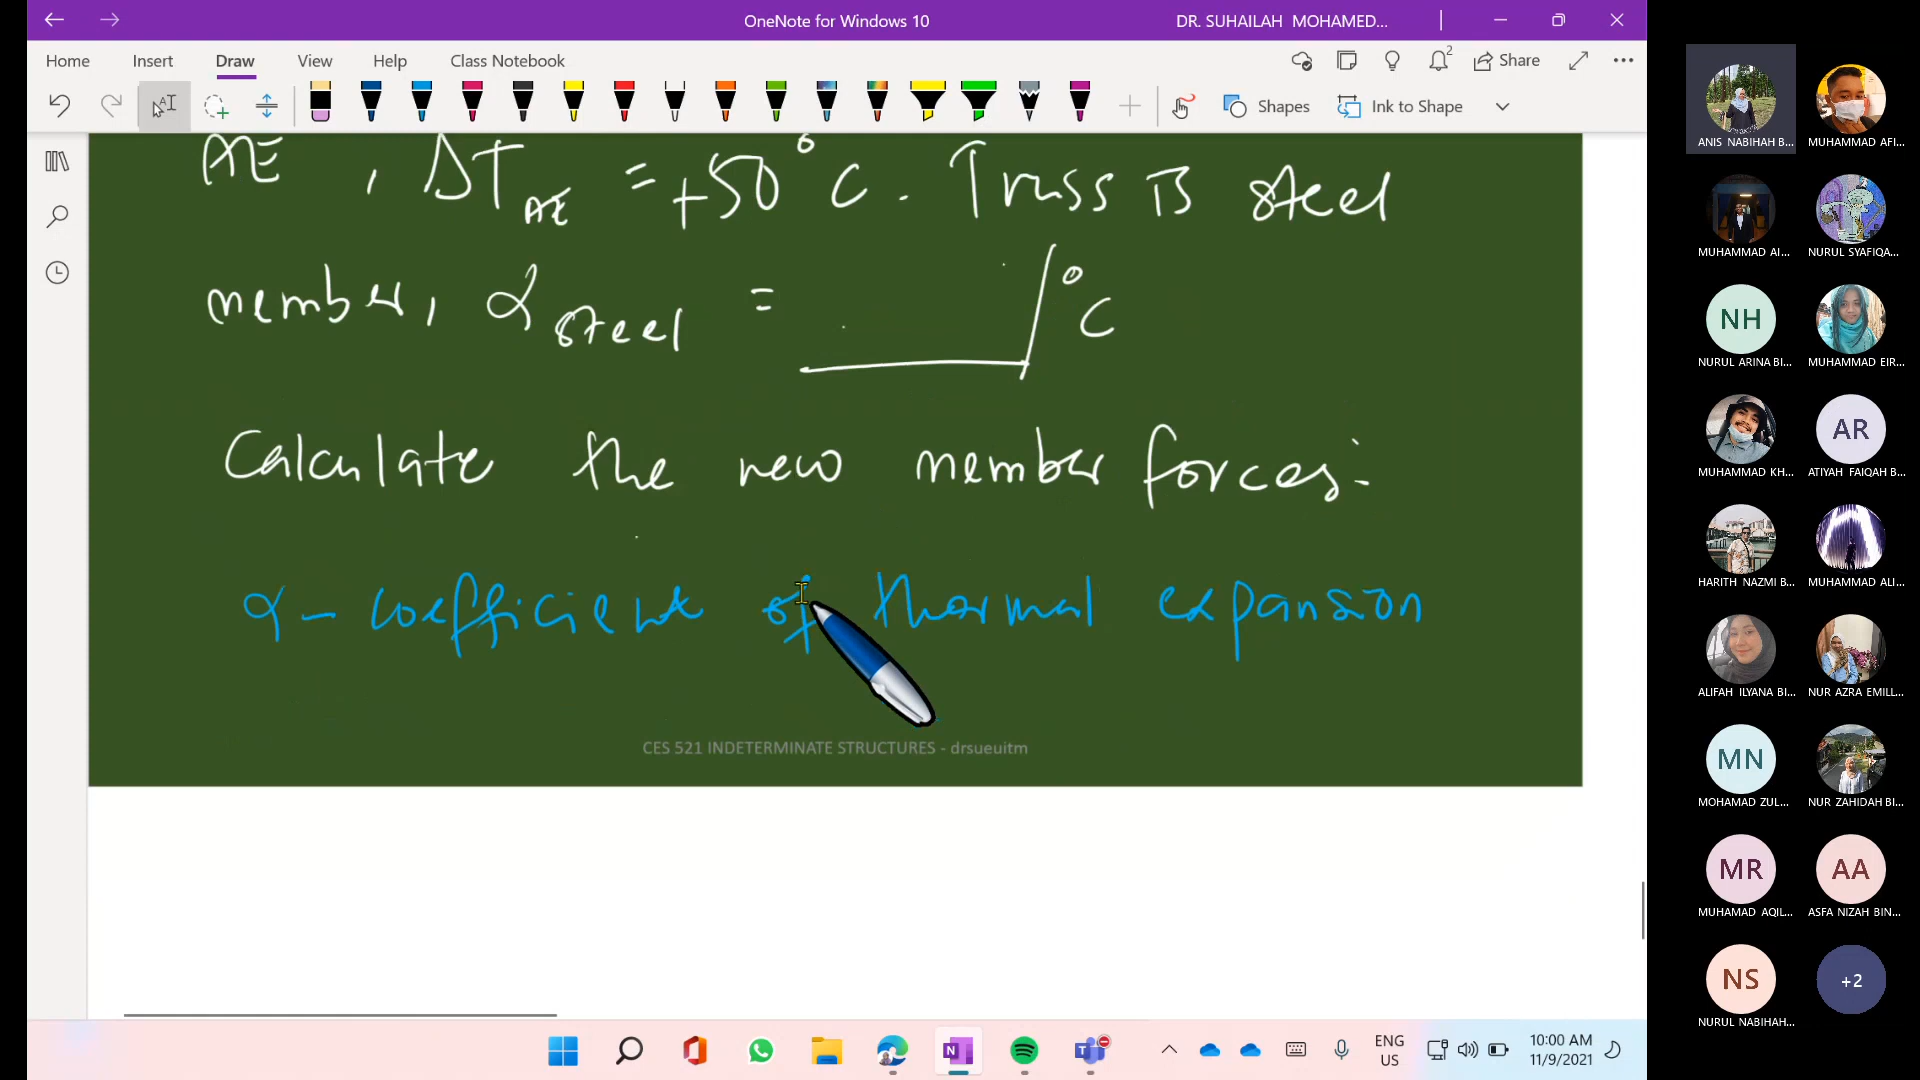 OneNote for Windows 10
DR. SUHAILAH MOHAMED...
Home Insert Draw View Help Class Notebook
2
Share
Shapes
Ink to Shape
AE , ΔT AE = +50°C. Truss is steel
member, α steel = ____/°C
Calculate the new member forces.
α - coefficient of thermal expansion
CES 521 INDETERMINATE STRUCTURES - drsueuitm
ANIS NABIHAH B...
MUHAMMAD AFI...
MUHAMMAD AI...
NURUL SYAFIQA...
NH
NURUL ARINA BI...
MUHAMMAD EIR...
MUHAMMAD KH...
AR
ATIYAH FAIQAH B...
HARITH NAZMI B...
MUHAMMAD ALI...
ALIFAH ILYANA BI...
NUR AZRA EMILL...
MN
MOHAMAD ZUL...
NUR ZAHIDAH BI...
MR
MUHAMAD AQIL...
AA
ASFA NIZAH BIN...
NS
NURUL NABIHAH...
+2
ENG
US
10:00 AM
11/9/2021